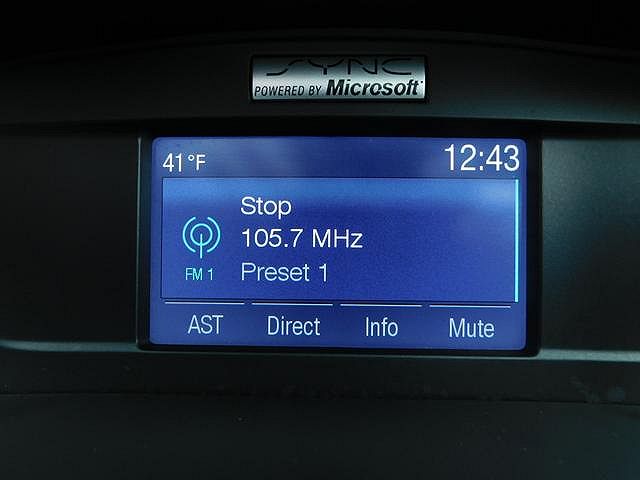 SYNC
POWERED BY Microsoft
41°F 12:43
Stop
105.7 MHz
FM 1 Preset 1
AST Direct Info Mute